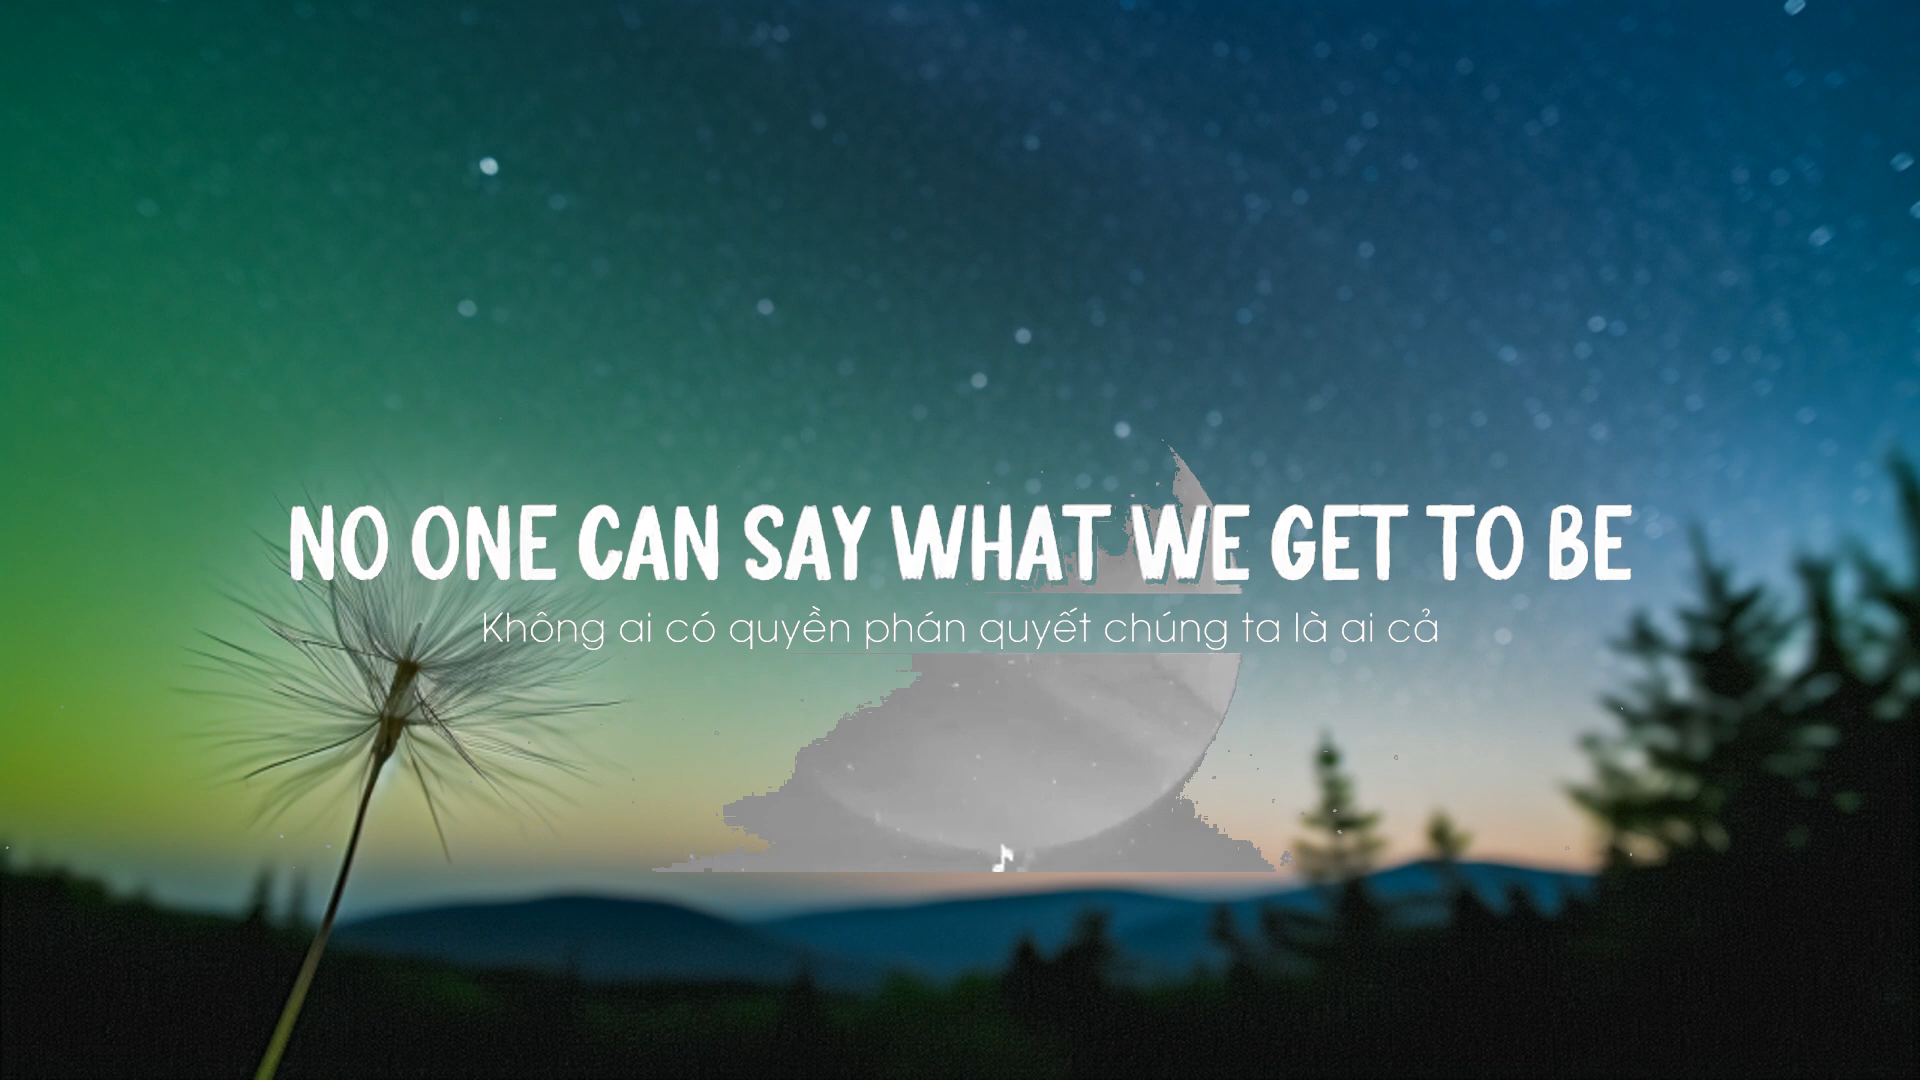 NO ONE CAN SAY WHAT WE GET TO BE
Không ai có quyền phán quyết chúng ta là ai cả